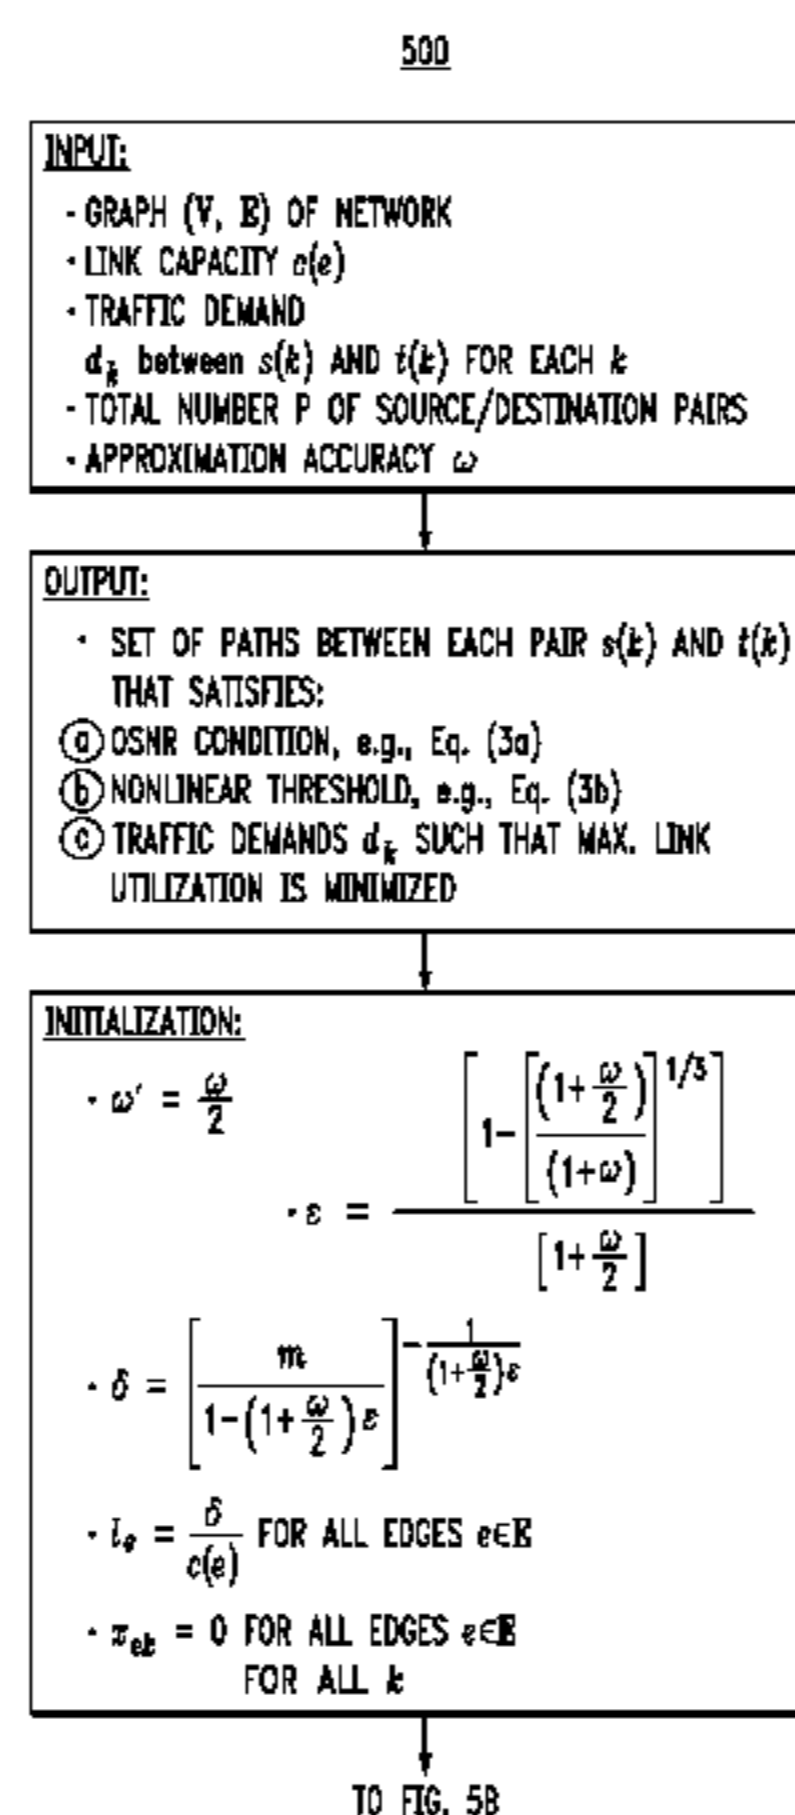 500
INPUT:
- GRAPH (V, E) OF NETWORK
- LINK CAPACITY c(e)
- TRAFFIC DEMAND
d_k between s(k) AND t(k) FOR EACH k
- TOTAL NUMBER P OF SOURCE/DESTINATION PAIRS
- APPROXIMATION ACCURACY ω
OUTPUT:
· SET OF PATHS BETWEEN EACH PAIR s(k) AND t(k)
THAT SATISFIES:
ⓐ OSNR CONDITION, e.g., Eq. (3a)
ⓑ NONLINEAR THRESHOLD, e.g., Eq. (3b)
ⓒ TRAFFIC DEMANDS d_k SUCH THAT MAX. LINK
UTILIZATION IS MINIMIZED
INITIALIZATION:
· ω' = ω/2
· ε = [1-[(1+ω/2)/(1+ω)]^1/3] / [1+ω/2]
· δ = [m/(1-(1+ω/2)ε)]^-1/((1+ω/2)ε)
· l_e = δ/c(e) FOR ALL EDGES e∈E
· x_ek = 0 FOR ALL EDGES e∈E
FOR ALL k
TO FIG. 5B